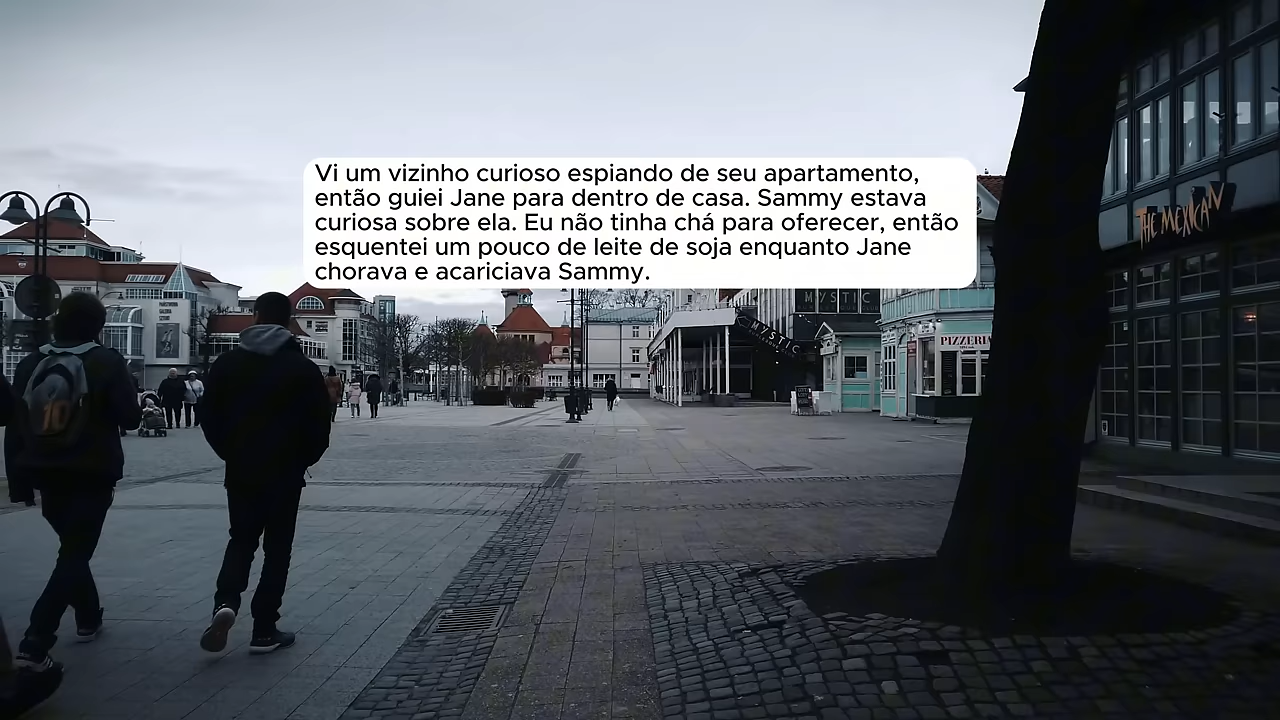 Vi um vizinho curioso espiando de seu apartamento,
então guiei Jane para dentro de casa. Sammy estava
curiosa sobre ela. Eu não tinha chá para oferecer, então
esquentei um pouco de leite de soja enquanto Jane
chorava e acariciava Sammy.
THE MEXICAN
MYSTIC
MYSTIC
PIZZERIA
10